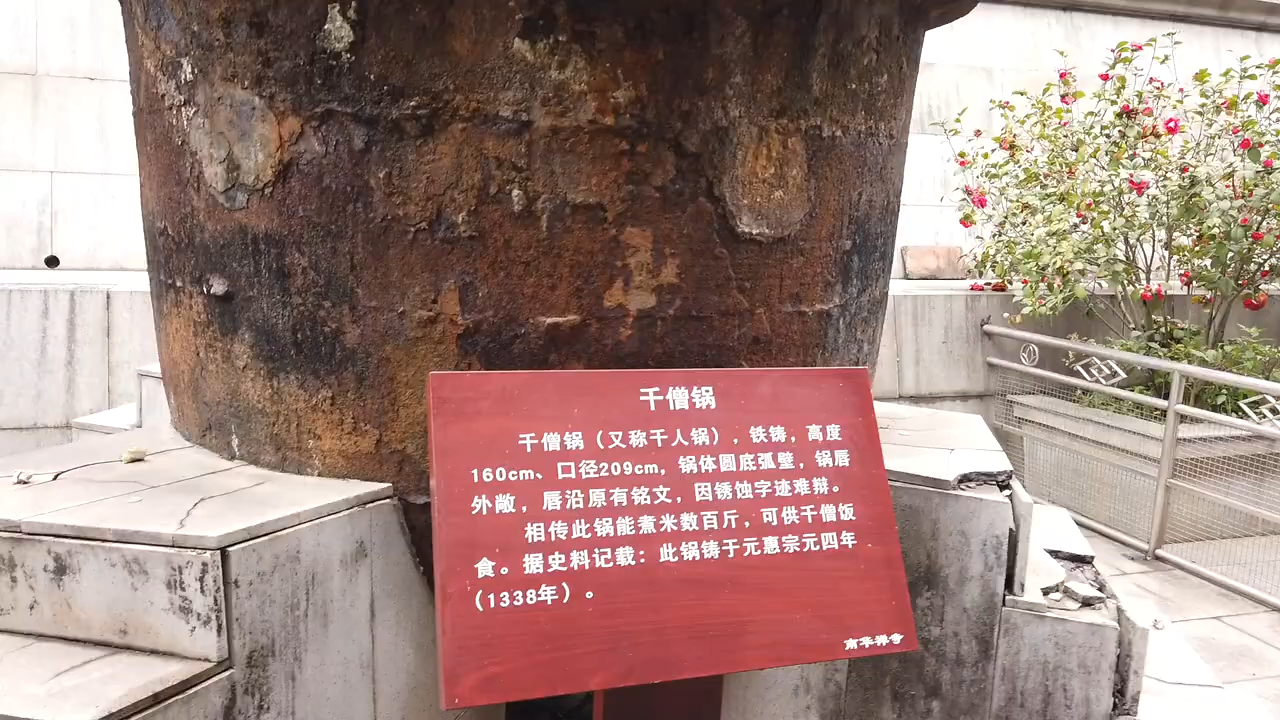 千僧锅
千僧锅（又称千人锅），铁铸，高度
160cm、口径209cm，锅体圆底弧壁，锅唇
外敞，唇沿原有铭文，因锈蚀字迹难辩。
相传此锅能煮米数百斤，可供千僧饭
食。据史料记载：此锅铸于元惠宗元四年
（1338年）。
南华禅寺